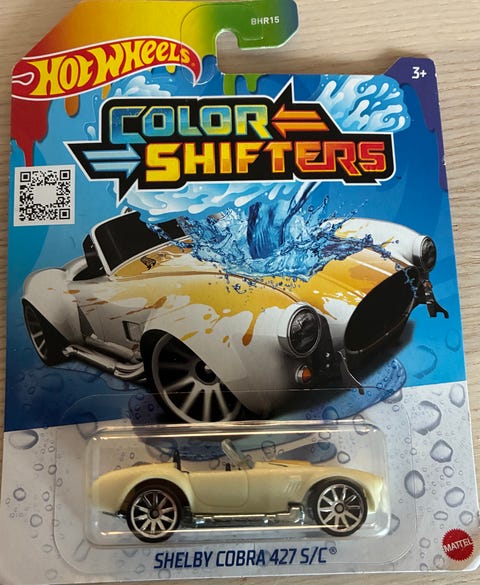 BHR15
HOT WHEELS
3+
COLOR
SHIFTERS
SHELBY COBRA 427 S/C®
MATTEL